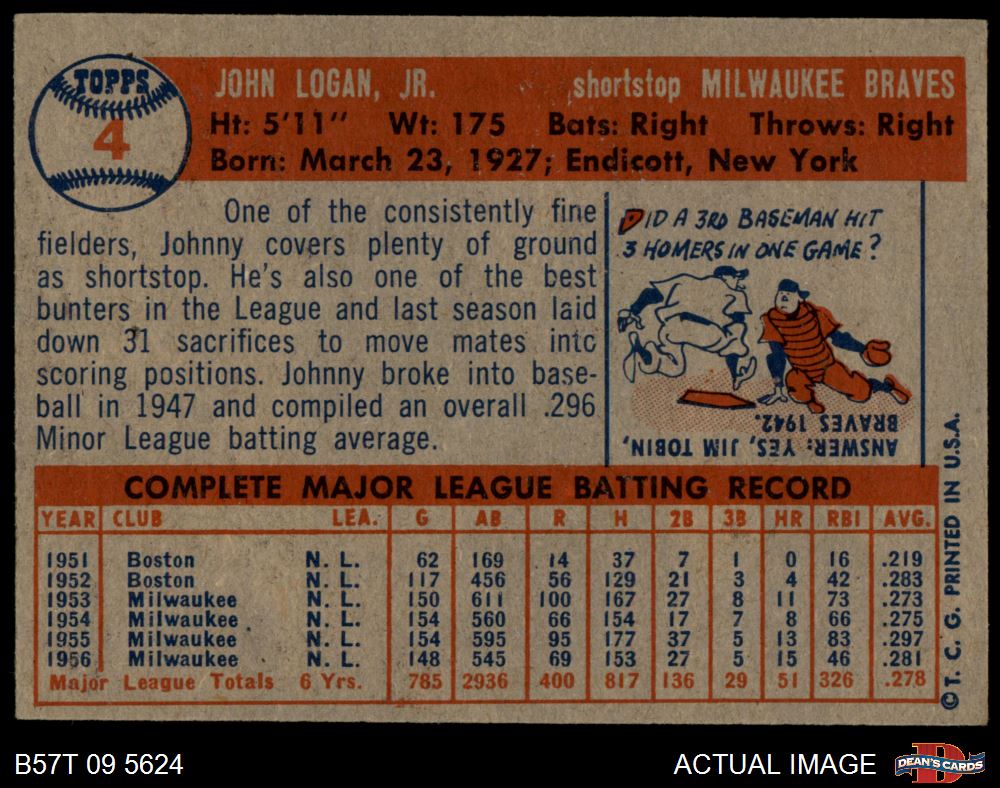 TOPPS
4
JOHN LOGAN, JR. shortstop MILWAUKEE BRAVES
Ht: 5'11" Wt: 175 Bats: Right Throws: Right
Born: March 23, 1927; Endicott, New York
One of the consistently fine
fielders, Johnny covers plenty of ground
as shortstop. He's also one of the best
bunters in the League and last season laid
down 31 sacrifices to move mates into
scoring positions. Johnny broke into base-
ball in 1947 and compiled an overall .296
Minor League batting average.
DID A 3RD BASEMAN HIT
3 HOMERS IN ONE GAME?
ANSWER: YES, JIM TOBIN,
BRAVES 1942.
COMPLETE MAJOR LEAGUE BATTING RECORD
YEAR CLUB LEA. G AB R H 2B 3B HR RBI AVG.
1951 Boston N. L. 62 169 14 37 7 1 0 16 .219
1952 Boston N. L. 117 456 56 129 21 3 4 42 .283
1953 Milwaukee N. L. 150 611 100 167 27 8 11 73 .273
1954 Milwaukee N. L. 154 560 66 154 17 7 8 66 .275
1955 Milwaukee N. L. 154 595 95 177 37 5 13 83 .297
1956 Milwaukee N. L. 148 545 69 153 27 5 15 46 .281
Major League Totals 6 Yrs. 785 2936 400 817 136 29 51 326 .278
© T. C. G. PRINTED IN U.S.A.
B57T 09 5624 ACTUAL IMAGE
DEAN'S CARDS